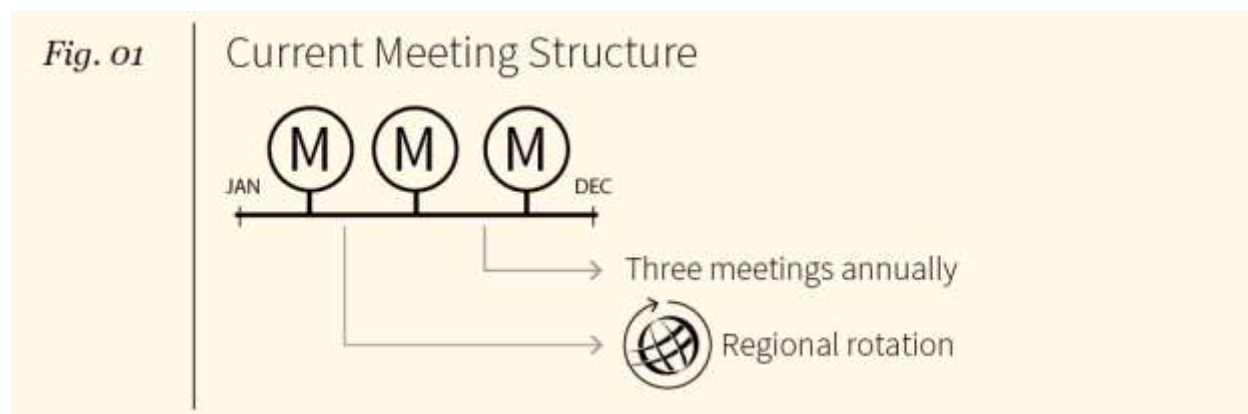 Fig. 01
Current Meeting Structure
M M M
JAN DEC
Three meetings annually
Regional rotation